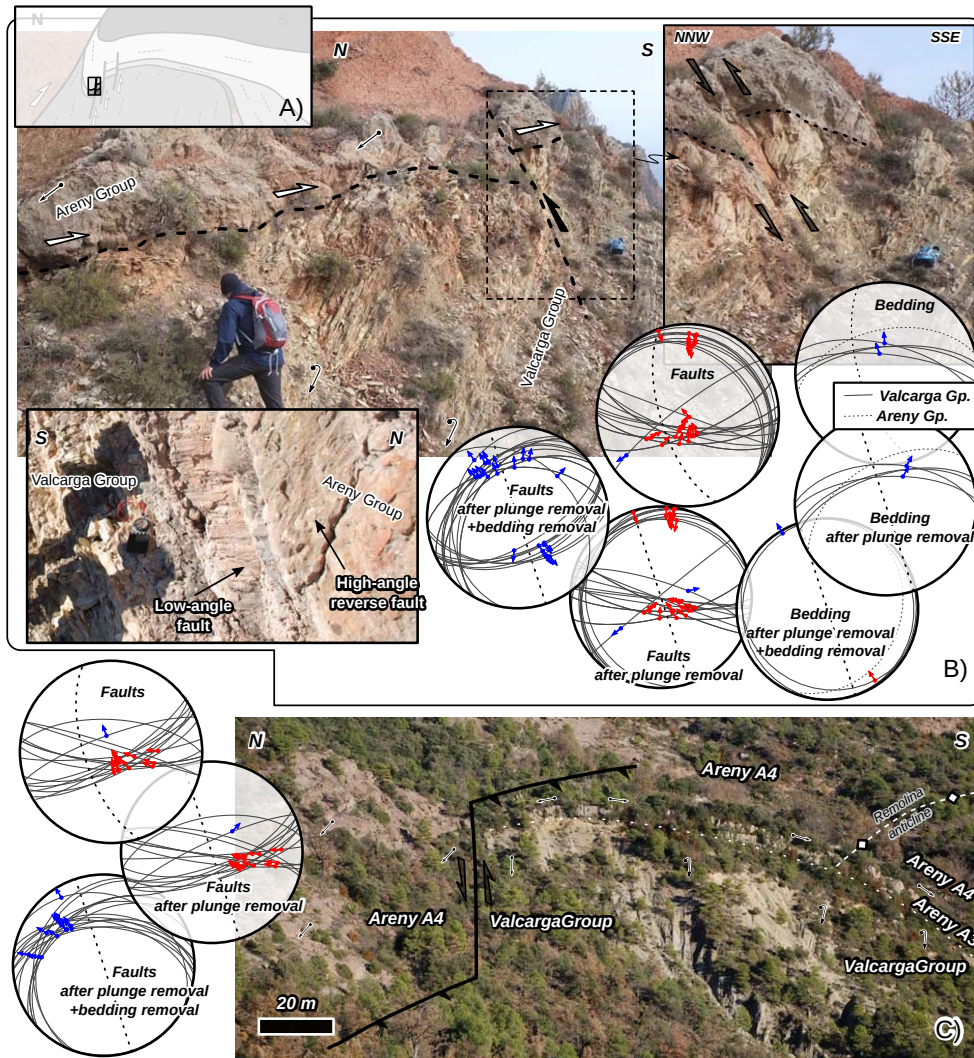 N
S
A)
N
S
NNW
SSE
Areny Group
Valcarga Group
S
N
Valcarga Group
Areny Group
Low-angle
fault
High-angle
reverse fault
Faults
Bedding
Valcarga Gp.
Areny Gp.
Faults
after plunge removal
+bedding removal
Bedding
after plunge removal
Faults
after plunge removal
Bedding
after plunge removal
+bedding removal
B)
Faults
Faults
after plunge removal
Faults
after plunge removal
+bedding removal
N
S
Areny A4
Remolina
anticline
Areny A4
Areny A3
Areny A4
ValcargaGroup
ValcargaGroup
20 m
C)